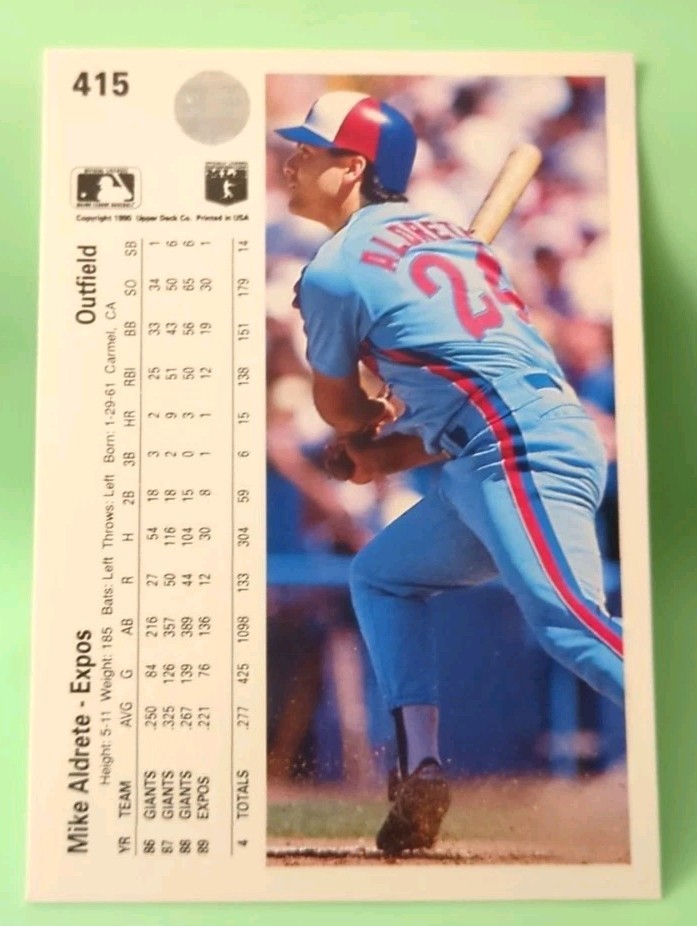 415
Copyright 1990 Upper Deck Co. Printed in USA
Mike Aldrete - Expos Outfield
Height: 5-11 Weight: 185 Bats: Left Throws: Left Born: 1-29-61 Carmel, CA
YR TEAM AVG G AB R H 2B 3B HR RBI BB SO SB
86 GIANTS .250 84 216 27 54 18 3 2 25 33 34 1
87 GIANTS .325 126 357 50 116 18 2 9 51 43 50 6
88 GIANTS .267 139 389 44 104 15 0 3 50 56 65 6
89 EXPOS .221 76 136 12 30 8 1 1 12 19 30 1
4 TOTALS .277 425 1098 133 304 59 6 15 138 151 179 14
ALDRETE
24